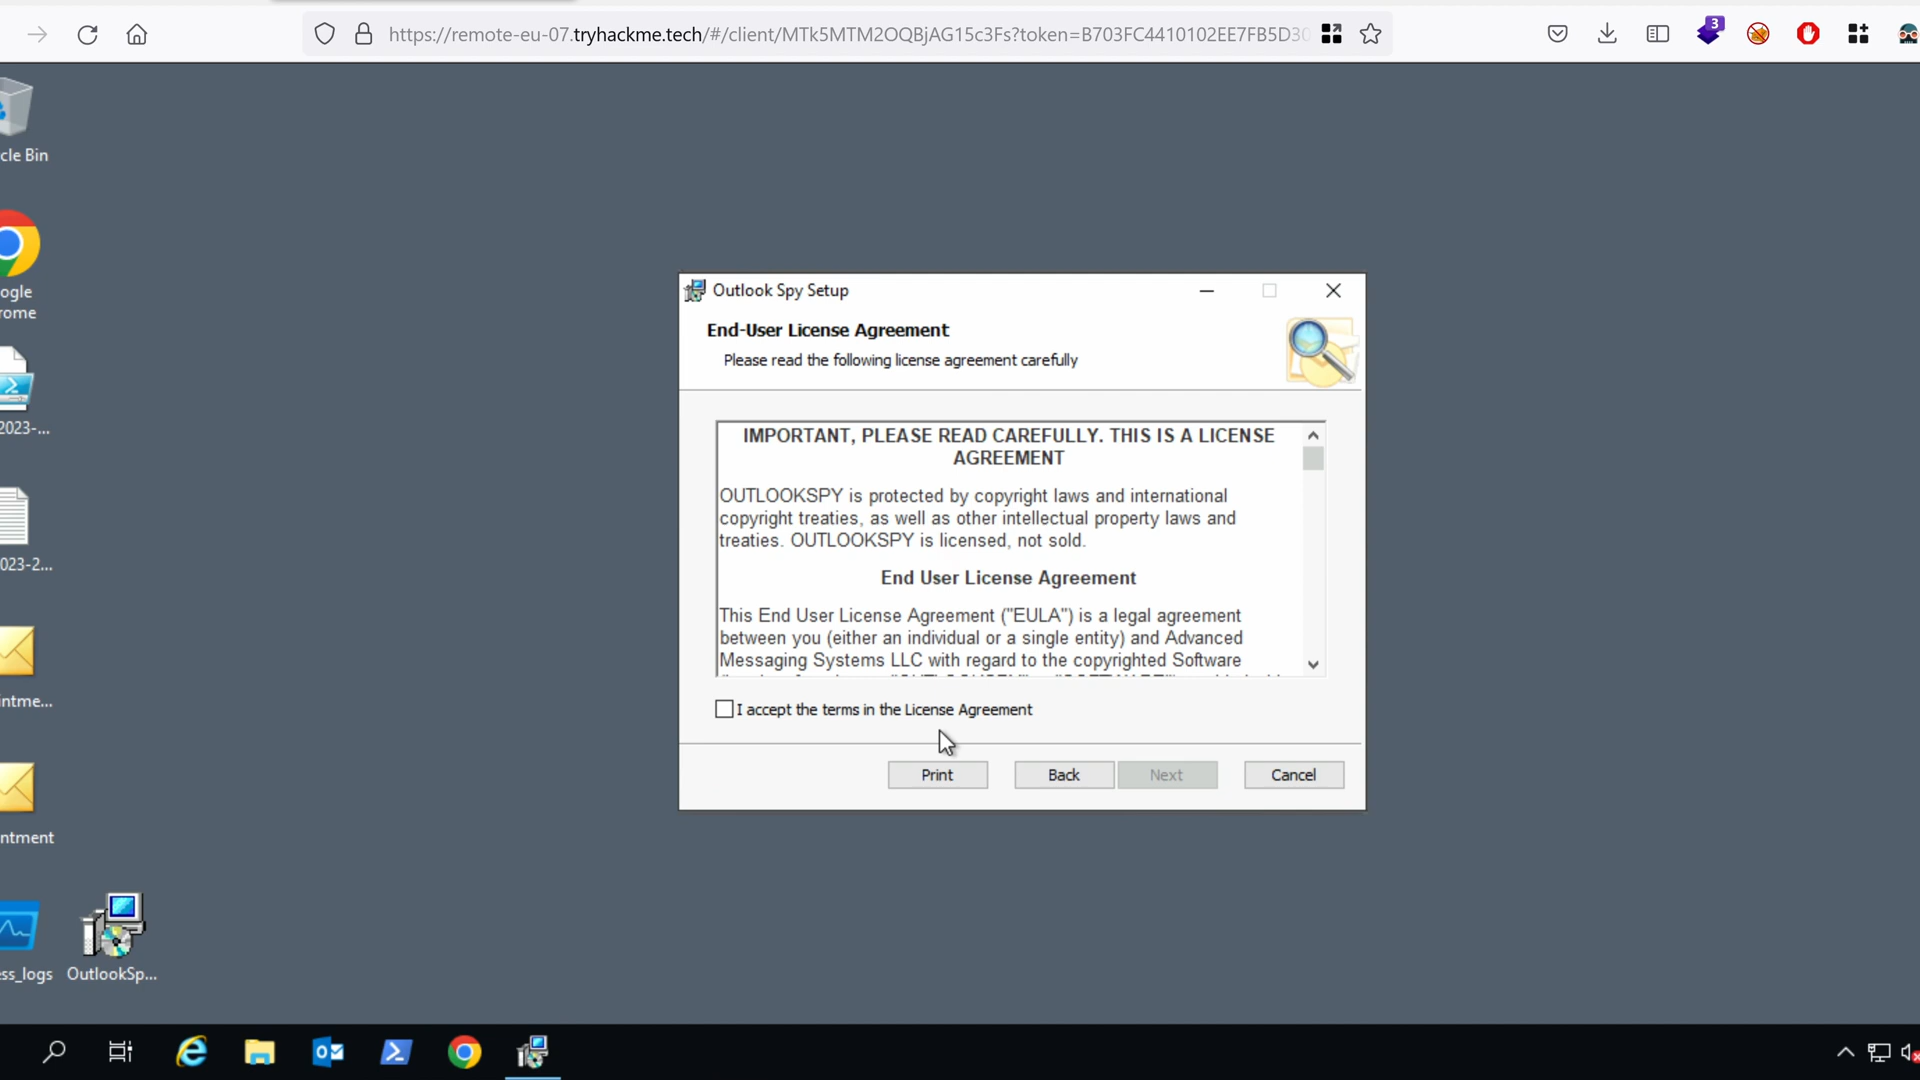 https://remote-eu-07.tryhackme.tech/#/client/MTk5MTM2OQBjAG15c3Fs?token=B703FC4410102EE7FB5D30
3
cle Bin
ogle
rome
2023-...
023-2...
intme...
ntment
ess_logs
OutlookSp...
Outlook Spy Setup
End-User License Agreement
Please read the following license agreement carefully
IMPORTANT, PLEASE READ CAREFULLY. THIS IS A LICENSE
AGREEMENT
OUTLOOKSPY is protected by copyright laws and international
copyright treaties, as well as other intellectual property laws and
treaties. OUTLOOKSPY is licensed, not sold.
End User License Agreement
This End User License Agreement ("EULA") is a legal agreement
between you (either an individual or a single entity) and Advanced
Messaging Systems LLC with regard to the copyrighted Software
I accept the terms in the License Agreement
Print
Back
Next
Cancel